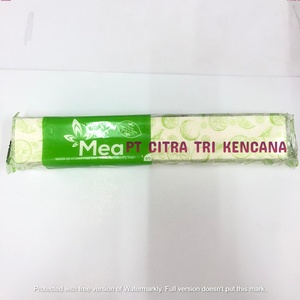 Mea
PT CITRA TRI KENCANA
Protected with free version of Watermarkly. Full version doesn't put this mark.